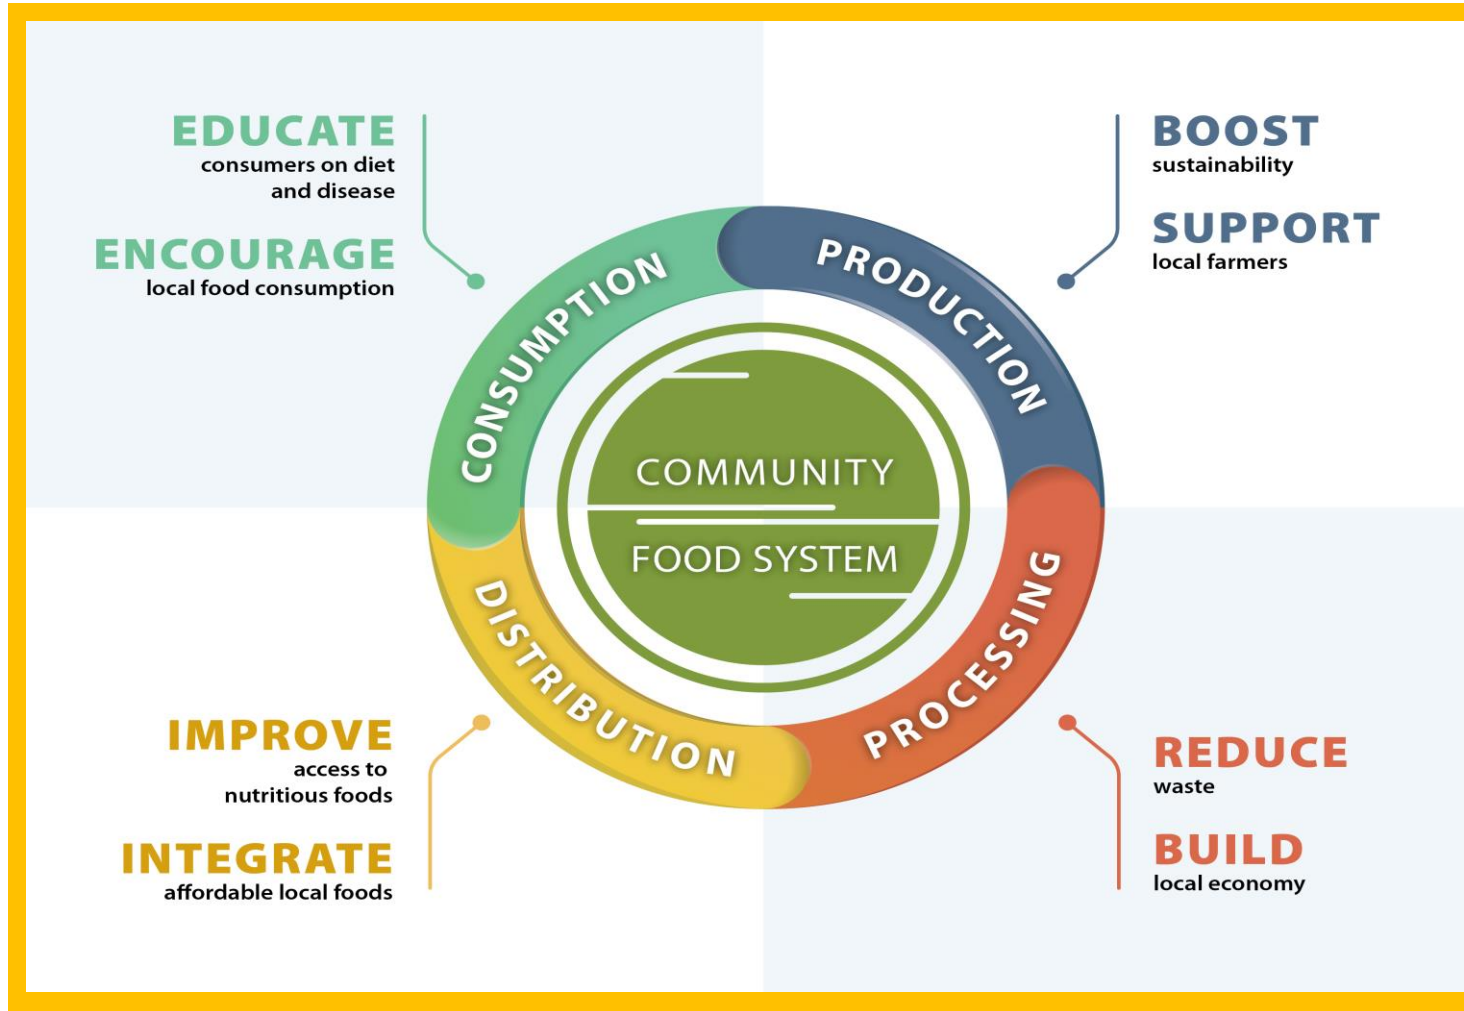 EDUCATE
consumers on diet
and disease
ENCOURAGE
local food consumption
BOOST
sustainability
SUPPORT
local farmers
CONSUMPTION
PRODUCTION
COMMUNITY
FOOD SYSTEM
DISTRIBUTION
PROCESSING
IMPROVE
access to
nutritious foods
INTEGRATE
affordable local foods
REDUCE
waste
BUILD
local economy